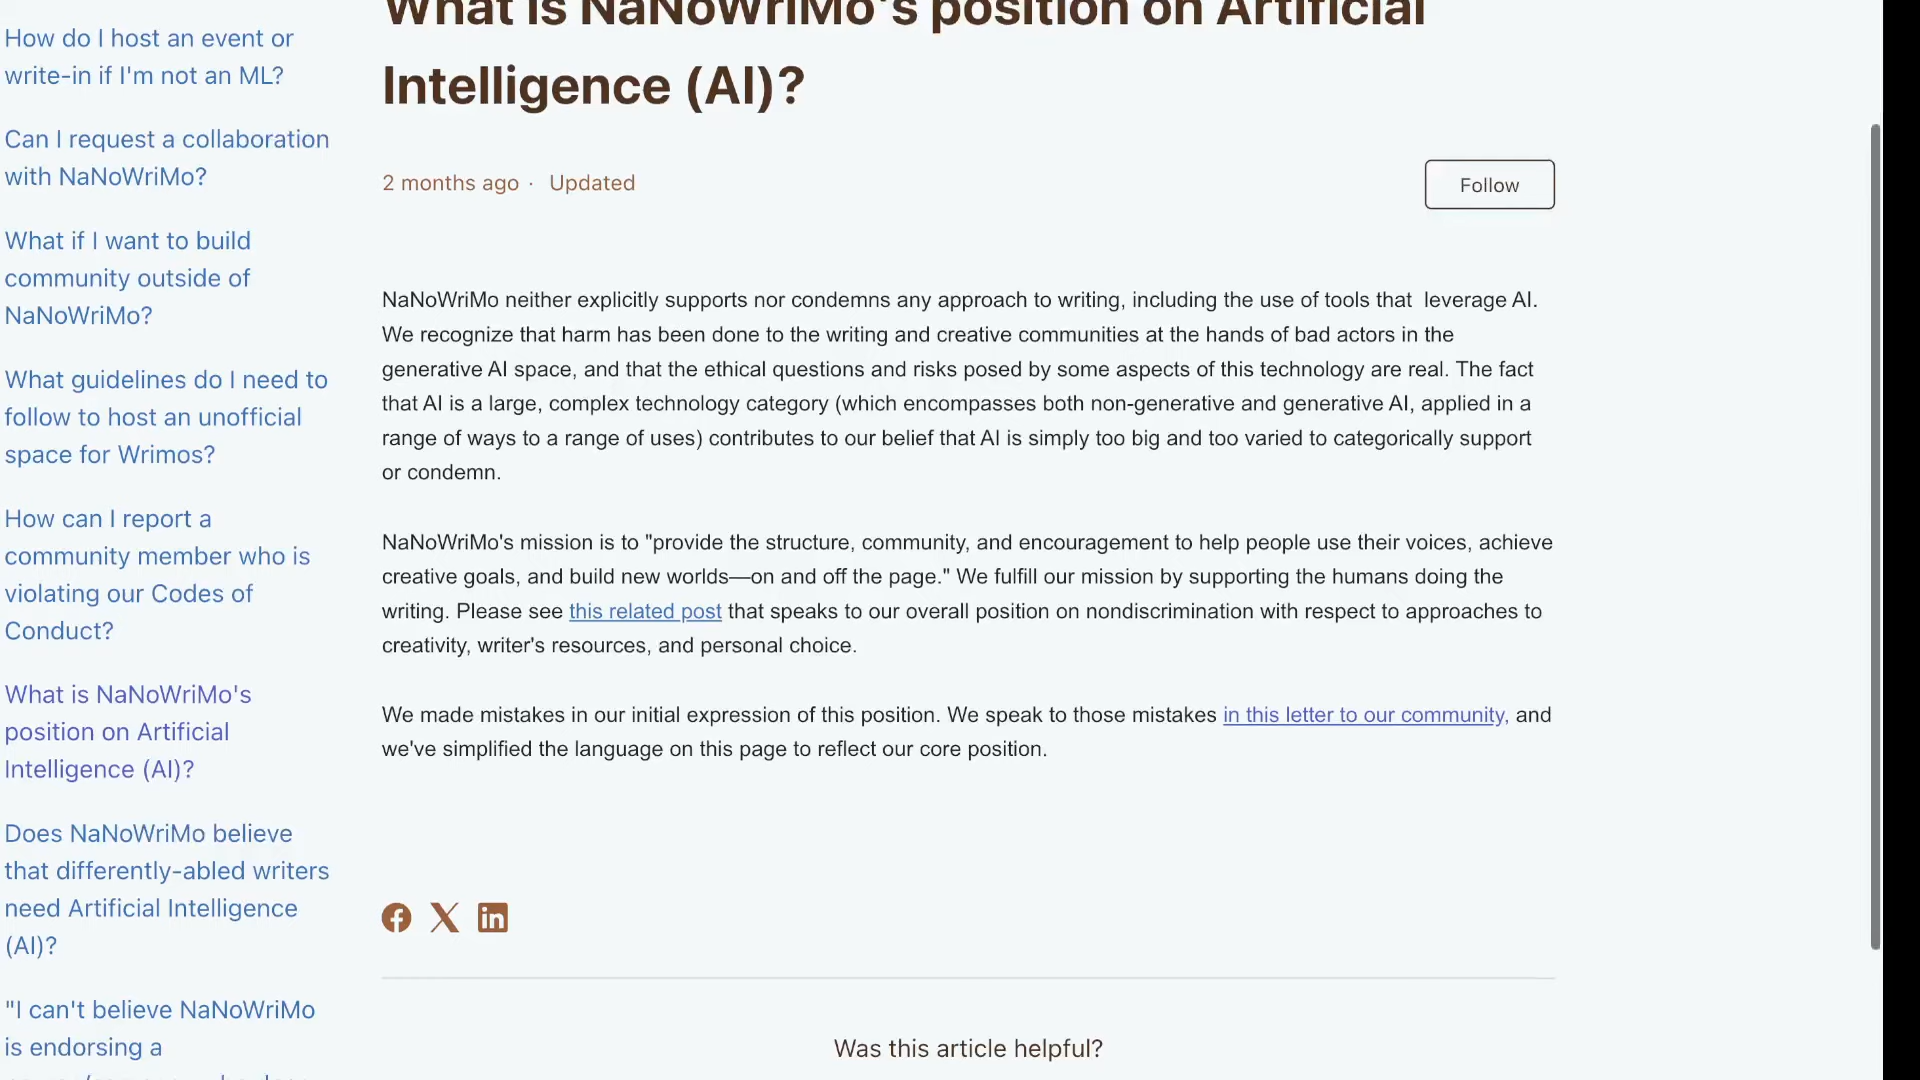 How do I host an event or
write-in if I'm not an ML?
Can I request a collaboration
with NaNoWriMo?
What if I want to build
community outside of
NaNoWriMo?
What guidelines do I need to
follow to host an unofficial
space for Wrimos?
How can I report a
community member who is
violating our Codes of
Conduct?
What is NaNoWriMo's
position on Artificial
Intelligence (AI)?
Does NaNoWriMo believe
that differently-abled writers
need Artificial Intelligence
(AI)?
"I can't believe NaNoWriMo
is endorsing a
What is NaNoWriMo's position on Artificial
Intelligence (AI)?
2 months ago · Updated
Follow
NaNoWriMo neither explicitly supports nor condemns any approach to writing, including the use of tools that  leverage AI.
We recognize that harm has been done to the writing and creative communities at the hands of bad actors in the
generative AI space, and that the ethical questions and risks posed by some aspects of this technology are real. The fact
that AI is a large, complex technology category (which encompasses both non-generative and generative AI, applied in a
range of ways to a range of uses) contributes to our belief that AI is simply too big and too varied to categorically support
or condemn.
NaNoWriMo's mission is to "provide the structure, community, and encouragement to help people use their voices, achieve
creative goals, and build new worlds—on and off the page." We fulfill our mission by supporting the humans doing the
writing. Please see this related post that speaks to our overall position on nondiscrimination with respect to approaches to
creativity, writer's resources, and personal choice.
We made mistakes in our initial expression of this position. We speak to those mistakes in this letter to our community, and
we've simplified the language on this page to reflect our core position.
Was this article helpful?